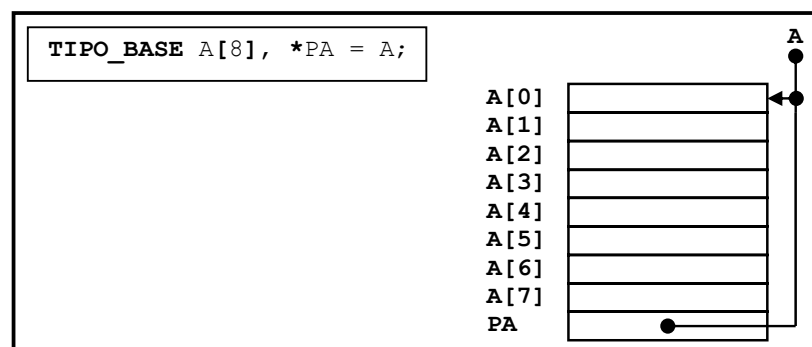 TIPO_BASE A[8], *PA = A;
A
A[0]
A[1]
A[2]
A[3]
A[4]
A[5]
A[6]
A[7]
PA